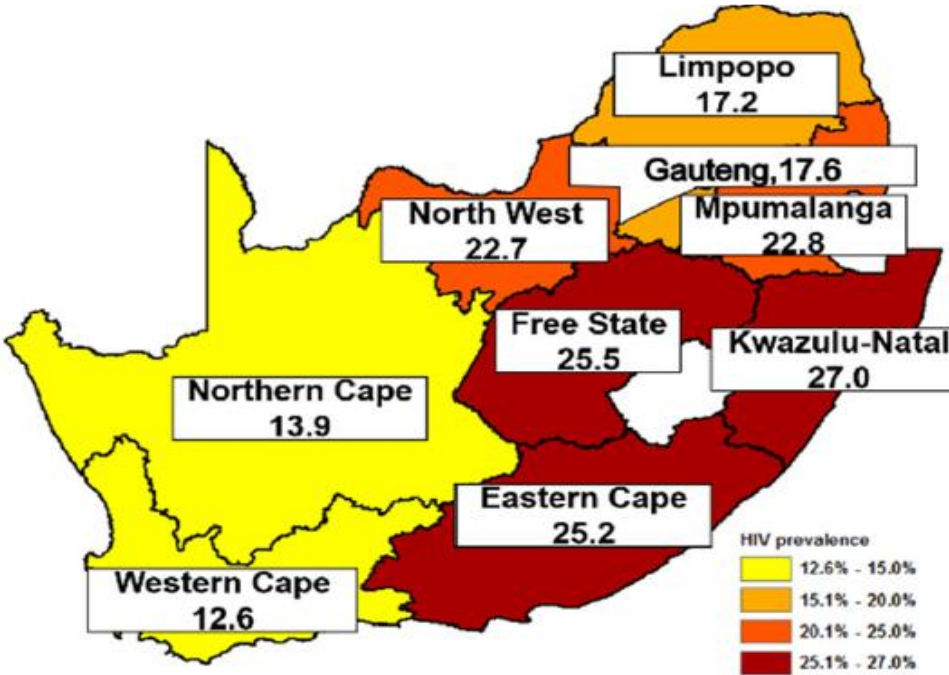 Limpopo
17.2
Gauteng,17.6
North West
22.7
Mpumalanga
22.8
Free State
25.5
Kwazulu-Natal
27.0
Northern Cape
13.9
Eastern Cape
25.2
Western Cape
12.6
HIV prevalence
12.6% - 15.0%
15.1% - 20.0%
20.1% - 25.0%
25.1% - 27.0%